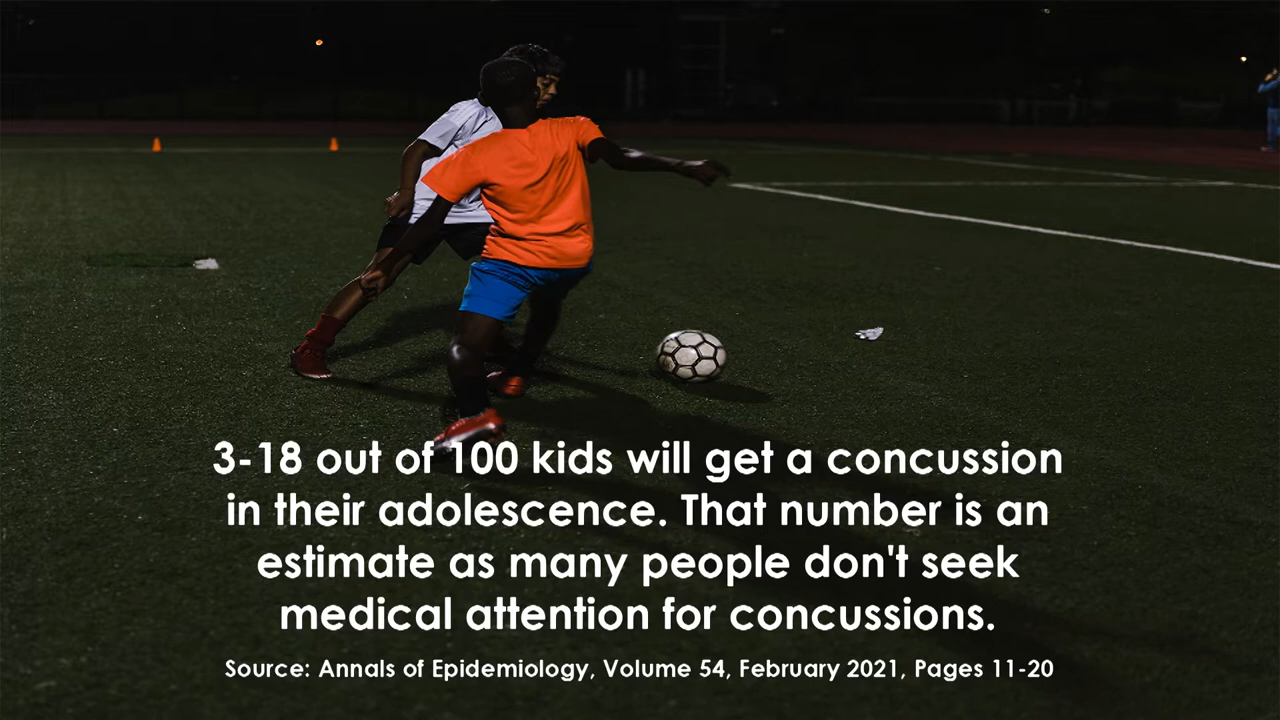 3-18 out of 100 kids will get a concussion
in their adolescence. That number is an
estimate as many people don't seek
medical attention for concussions.
Source: Annals of Epidemiology, Volume 54, February 2021, Pages 11-20